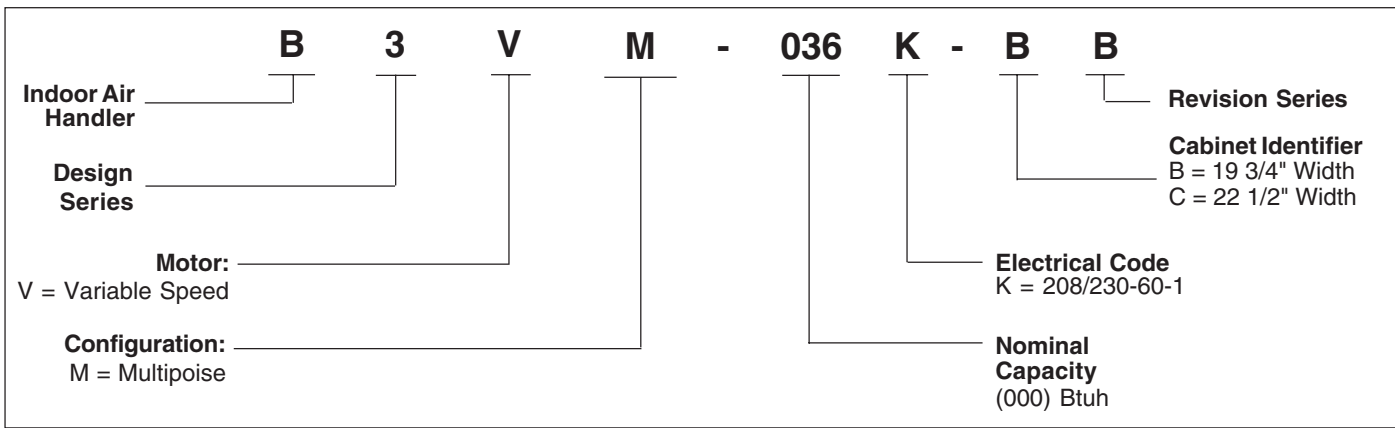 B 3 V M - 036 K - B B
Indoor Air
Handler
Design
Series
Motor:
V = Variable Speed
Configuration:
M = Multipoise
Revision Series
Cabinet Identifier
B = 19 3/4" Width
C = 22 1/2" Width
Electrical Code
K = 208/230-60-1
Nominal
Capacity
(000) Btuh